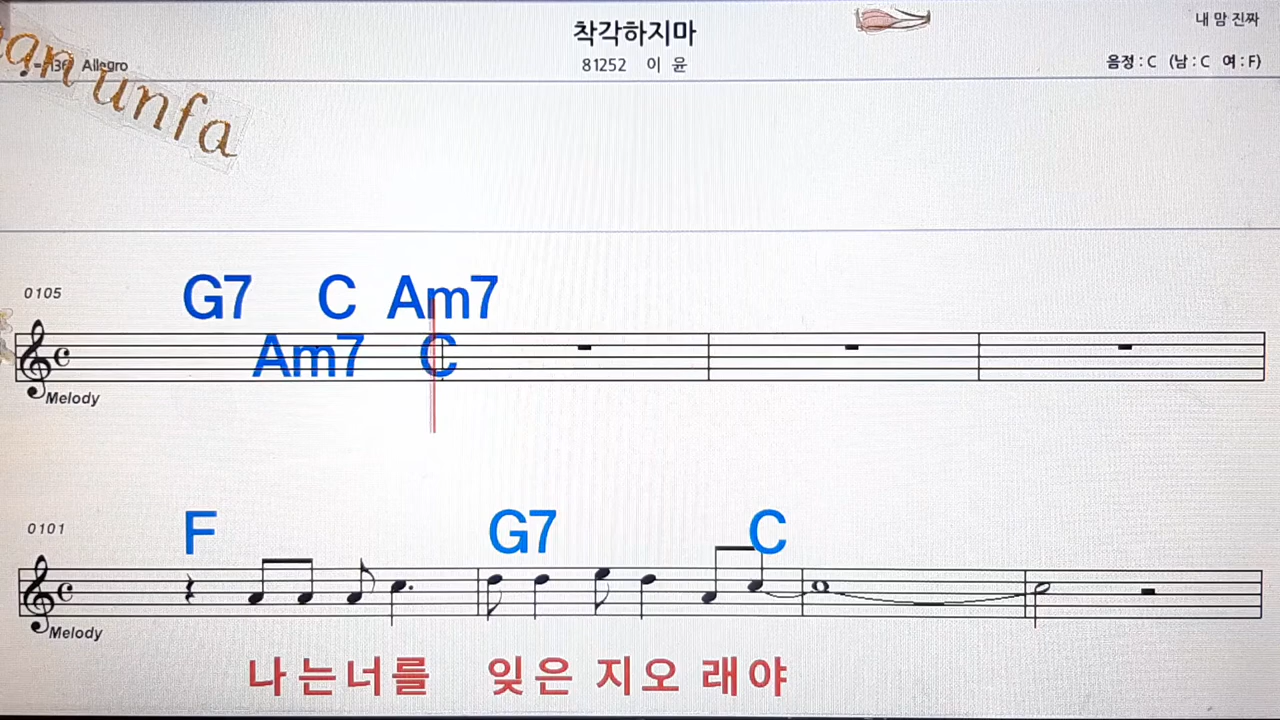 착각하지마
내 맘 진짜
Allegro
81252 이 윤
음정 : C (남 : C 여 : F)
unfa
0105
G7 C Am7
Am7 C
Melody
0101
F G7 C
Melody
나는너를 잊은 지오 래야